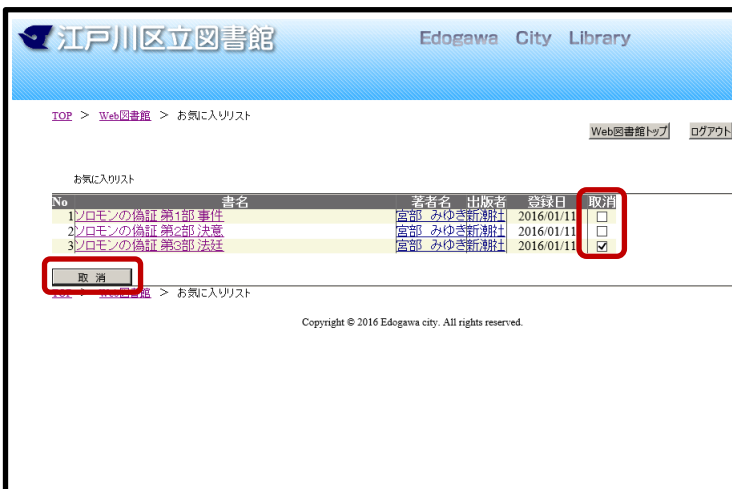 江戸川区立図書館 Edogawa City Library
TOP > Web図書館 > お気に入りリスト
Web図書館トップ ログアウト
お気に入りリスト
No 書名 著者名 出版者 登録日 取消
1 ソロモンの偽証 第1部 事件 宮部 みゆき 新潮社 2016/01/11
2 ソロモンの偽証 第2部 決意 宮部 みゆき 新潮社 2016/01/11
3 ソロモンの偽証 第3部 法廷 宮部 みゆき 新潮社 2016/01/11
取 消
TOP > Web図書館 > お気に入りリスト
Copyright © 2016 Edogawa city. All rights reserved.